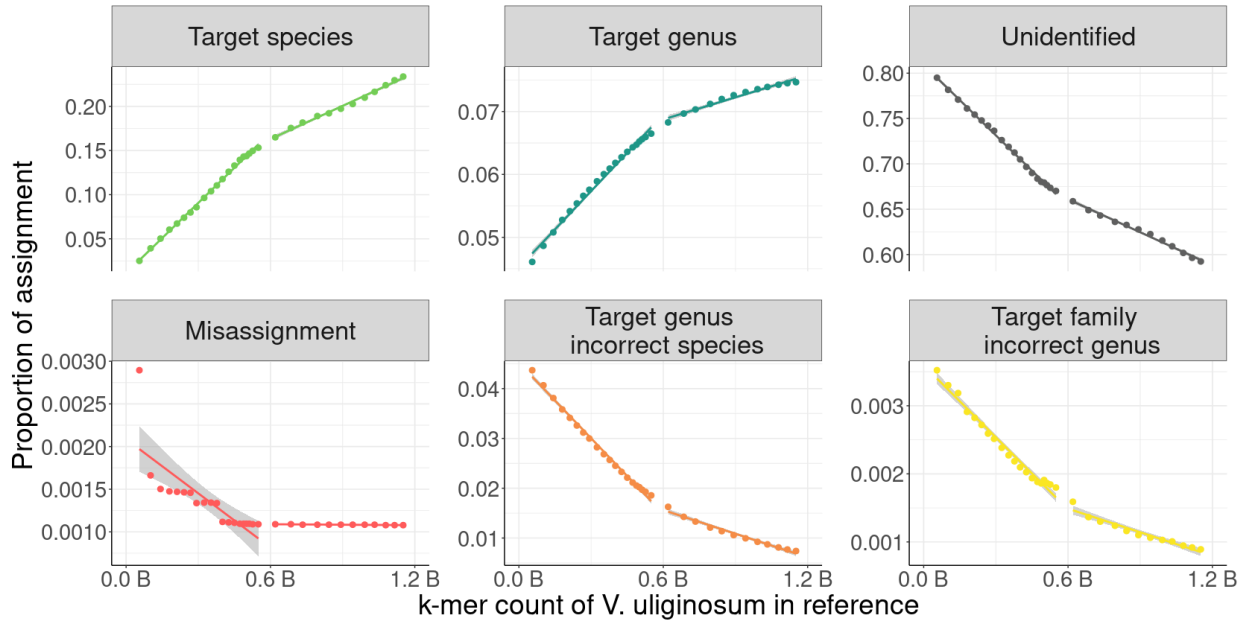 Target species
Target genus
Unidentified
0.20
0.15
0.10
0.05
0.07
0.06
0.05
0.80
0.75
0.70
0.65
0.60
Proportion of assignment
Misassignment
Target genus
incorrect species
Target family
incorrect genus
0.0030
0.0025
0.0020
0.0015
0.0010
0.04
0.03
0.02
0.01
0.003
0.002
0.001
0.0 B 0.6 B 1.2 B
0.0 B 0.6 B 1.2 B
0.0 B 0.6 B 1.2 B
k-mer count of V. uliginosum in reference